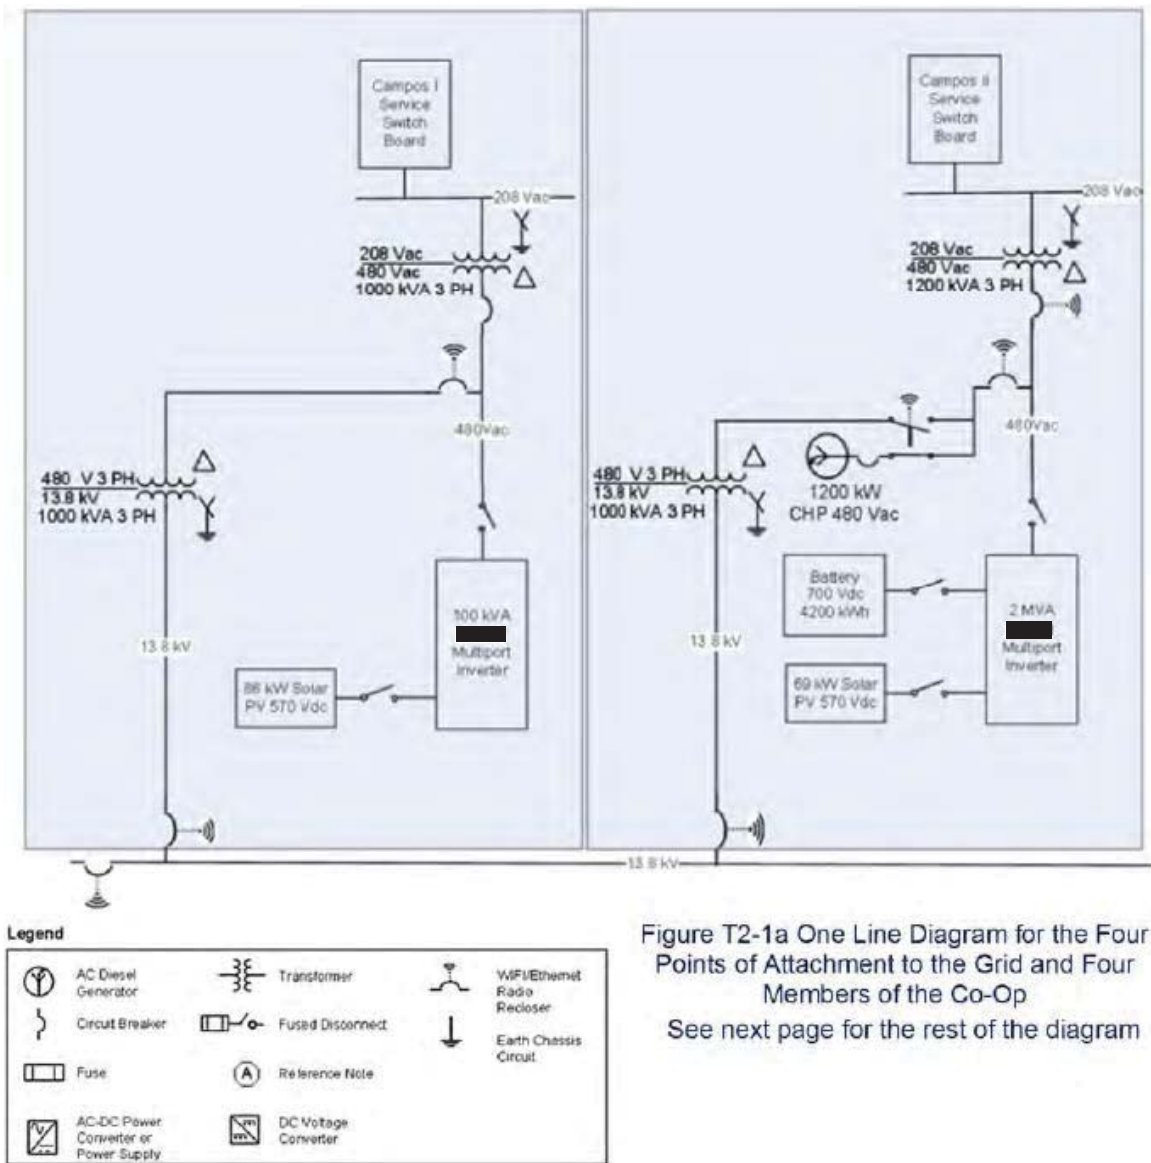 Campos I
Service
Switch
Board
208 Vac
208 Vac
480 Vac
1000 kVA 3 PH
480Vac
480 V 3 PH
13.8 kV
1000 kVA 3 PH
13.8 kV
Multiport
Inverter
PV 570 Vdc
Campos II
Service
Switch
Board
208 Vac
208 Vac
480 Vac
1200 kVA 3 PH
480Vac
480 V 3 PH
13.8 kV
1000 kVA 3 PH
1200 kW
CHP 480 Vac
Battery
700 Vdc
4200 kWh
2 MVA
Multiport
Inverter
13.8 kV
69 kW Solar
PV 570 Vdc
13.8 kV
Legend
AC Diesel
Generator
Transformer
WIFI/Ethernet
Radio
Recloser
Circuit Breaker
Fused Disconnect
Earth Chassis
Circuit
Fuse
A
Reference Note
AC-DC Power
Converter or
Power Supply
DC Voltage
Converter
Figure T2-1a One Line Diagram for the Four
Points of Attachment to the Grid and Four
Members of the Co-Op
See next page for the rest of the diagram